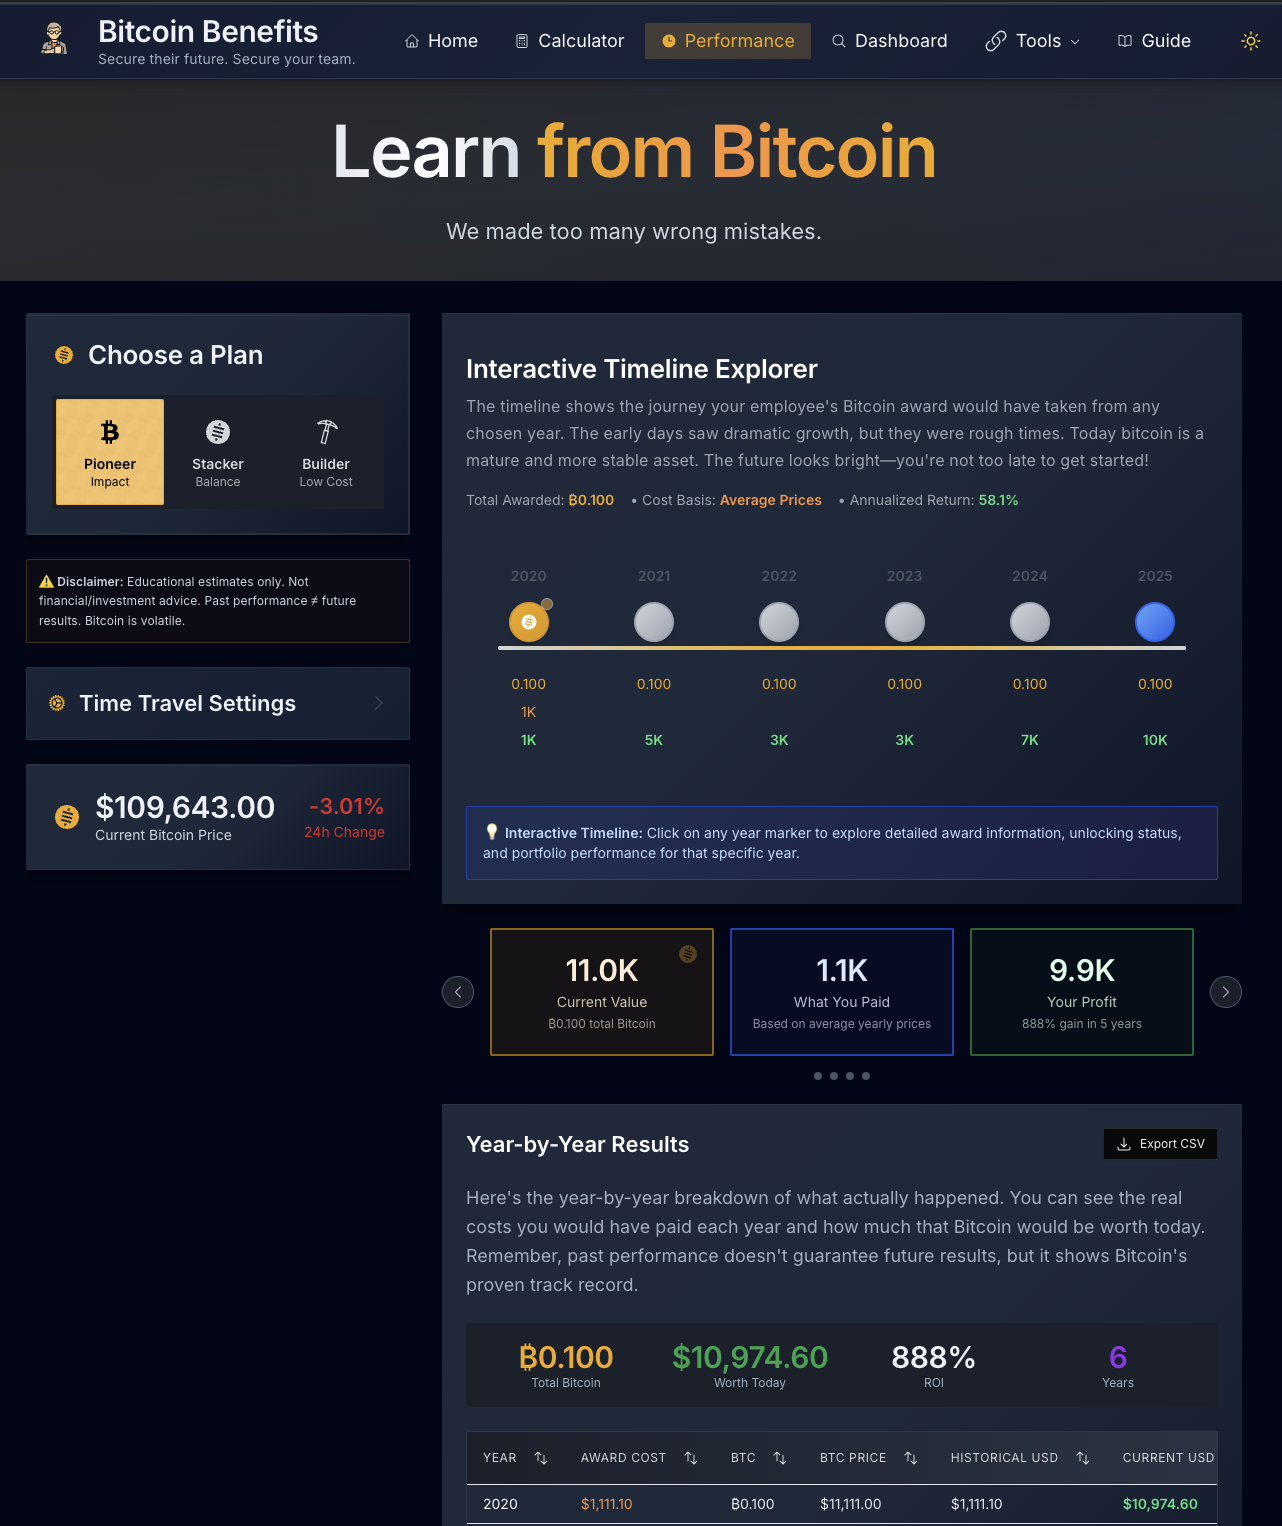 Bitcoin Benefits
Secure their future. Secure your team.
Home
Calculator
Performance
Dashboard
Tools
Guide
Learn from Bitcoin
We made too many wrong mistakes.
Choose a Plan
Pioneer
Impact
Stacker
Balance
Builder
Low Cost
⚠️ Disclaimer: Educational estimates only. Not
financial/investment advice. Past performance ≠ future
results. Bitcoin is volatile.
Time Travel Settings
$109,643.00
Current Bitcoin Price
-3.01%
24h Change
Interactive Timeline Explorer
The timeline shows the journey your employee's Bitcoin award would have taken from any
chosen year. The early days saw dramatic growth, but they were rough times. Today bitcoin is a
mature and more stable asset. The future looks bright—you're not too late to get started!
Total Awarded: ₿0.100 • Cost Basis: Average Prices • Annualized Return: 58.1%
2020 2021 2022 2023 2024 2025
0.100 0.100 0.100 0.100 0.100 0.100
1K
1K 5K 3K 3K 7K 10K
💡 Interactive Timeline: Click on any year marker to explore detailed award information, unlocking status,
and portfolio performance for that specific year.
11.0K
Current Value
₿0.100 total Bitcoin
1.1K
What You Paid
Based on average yearly prices
9.9K
Your Profit
888% gain in 5 years
Year-by-Year Results
Export CSV
Here's the year-by-year breakdown of what actually happened. You can see the real
costs you would have paid each year and how much that Bitcoin would be worth today.
Remember, past performance doesn't guarantee future results, but it shows Bitcoin's
proven track record.
₿0.100
Total Bitcoin
$10,974.60
Worth Today
888%
ROI
6
Years
YEAR AWARD COST BTC BTC PRICE HISTORICAL USD CURRENT USD
2020 $1,111.10 ₿0.100 $11,111.00 $1,111.10 $10,974.60